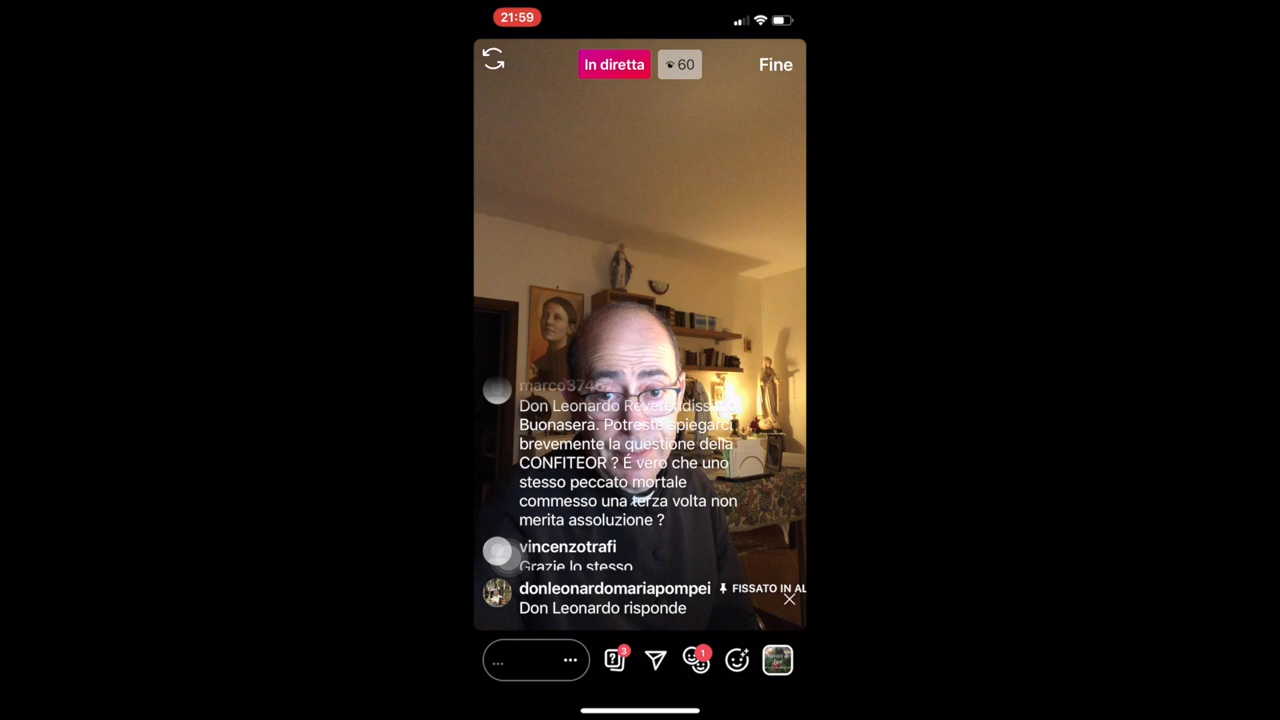 21:59
In diretta
60
Fine
marco37467
Don Leonardo Reverendissimo
Buonasera. Potreste spiegarci
brevemente la questione della
CONFITEOR ? É vero che uno
stesso peccato mortale
commesso una terza volta non
merita assoluzione ?
vincenzotrafi
Grazie lo stesso
donleonardomariapompei FISSATO IN AL
Don Leonardo risponde
...
3
1